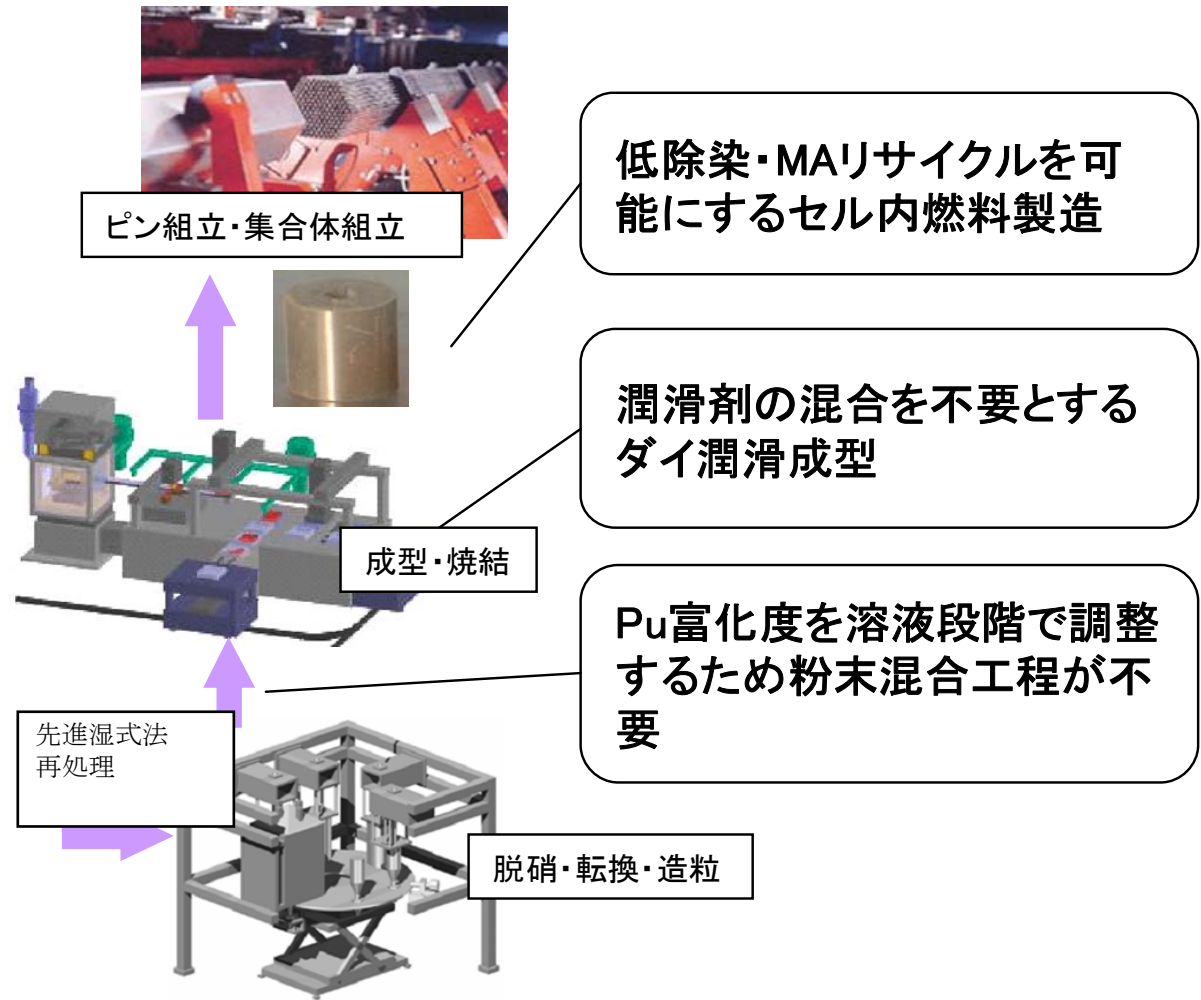 ピン組立・集合体組立
低除染・MAリサイクルを可
能にするセル内燃料製造
潤滑剤の混合を不要とする
ダイ潤滑成型
成型・焼結
Pu富化度を溶液段階で調整
するため粉末混合工程が不
要
先進湿式法
再処理
脱硝・転換・造粒